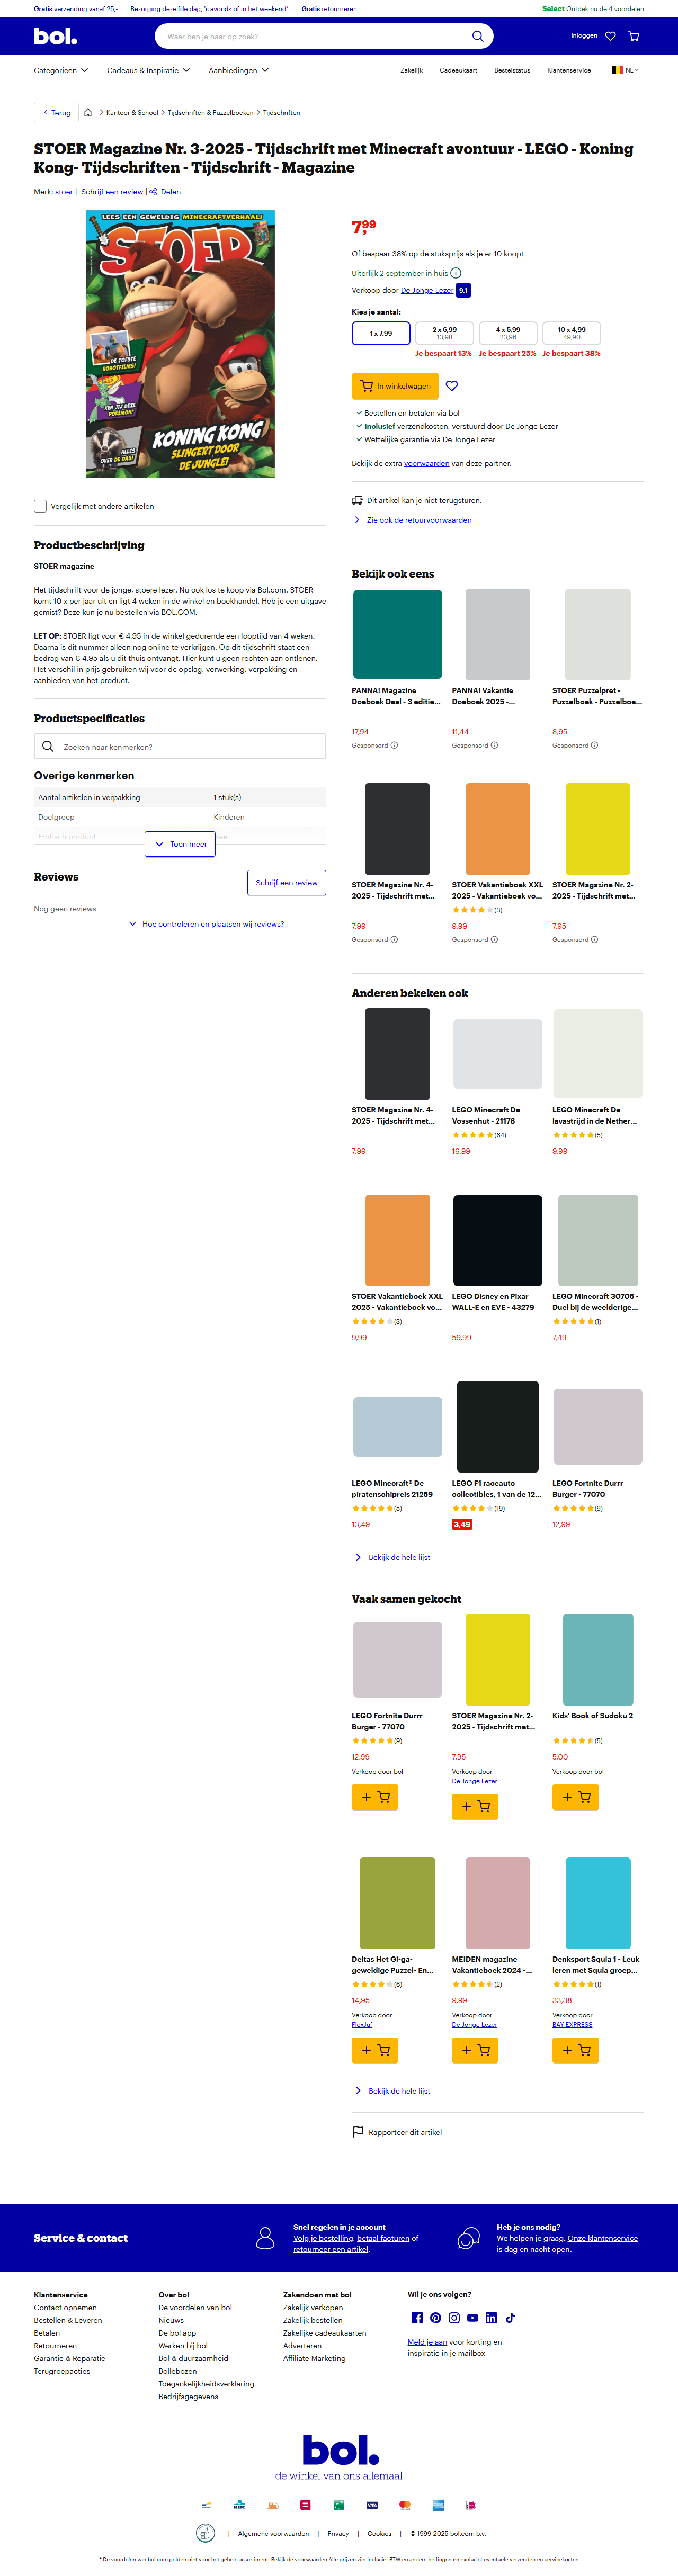 Gratis verzending vanaf 25,- Bezorging dezelfde dag, 's avonds of in het weekend* Gratis retourneren Select Ontdek nu de 4 voordelen
bol. Waar ben je naar op zoek? Inloggen
Categorieën Cadeaus & Inspiratie Aanbiedingen Zakelijk Cadeaukaart Bestelstatus Klantenservice NL
Terug Kantoor & School Tijdschriften & Puzzelboeken Tijdschriften
STOER Magazine Nr. 3-2025 - Tijdschrift met Minecraft avontuur - LEGO - Koning
Kong- Tijdschriften - Tijdschrift - Magazine
Merk: stoer | Schrijf een review | Delen
LEES EEN GEWELDIG MINECRAFTVERHAAL!
STOER
DE TOFSTE
ROBOTFILMS!
KEN JIJ DEZE
POKÉMON?
ALLES OVER
DE DAS!
KONING KONG
SLINGERT DOOR
DE JUNGLE!
Vergelijk met andere artikelen
Productbeschrijving
STOER magazine
Het tijdschrift voor de jonge, stoere lezer. Nu ook los te koop via Bol.com. STOER
komt 10 x per jaar uit en ligt 4 weken in de winkel en boekhandel. Heb je een uitgave
gemist? Deze kun je nu bestellen via BOL.COM.
LET OP: STOER ligt voor € 4,95 in de winkel gedurende een looptijd van 4 weken.
Daarna is dit nummer alleen nog online te verkrijgen. Op dit tijdschrift staat een
bedrag van € 4,95 als u dit thuis ontvangt. Hier kunt u geen rechten aan ontlenen.
Het verschil in prijs gebruiken wij voor de opslag, verwerking, verpakking en
aanbieden van het product.
Productspecificaties
Zoeken naar kenmerken?
Overige kenmerken
Aantal artikelen in verpakking 1 stuk(s)
Doelgroep Kinderen
Erotisch product Nee
Toon meer
Reviews Schrijf een review
Nog geen reviews
Hoe controleren en plaatsen wij reviews?
7,99
Of bespaar 38% op de stuksprijs als je er 10 koopt
Uiterlijk 2 september in huis
Verkoop door De Jonge Lezer 9,1
Kies je aantal:
1 x 7,99 2 x 6,99 4 x 5,99 10 x 4,99
13,98 23,96 49,90
Je bespaart 13% Je bespaart 25% Je bespaart 38%
In winkelwagen
Bestellen en betalen via bol
Inclusief verzendkosten, verstuurd door De Jonge Lezer
Wettelijke garantie via De Jonge Lezer
Bekijk de extra voorwaarden van deze partner.
Dit artikel kan je niet terugsturen.
Zie ook de retourvoorwaarden
Bekijk ook eens
PANNA! Magazine PANNA! Vakantie STOER Puzzelpret -
Doeboek Deal - 3 editie... Doeboek 2025 -... Puzzelboek - Puzzelboe...
17,94 11,44 8,95
Gesponsord Gesponsord Gesponsord
STOER Magazine Nr. 4- STOER Vakantieboek XXL STOER Magazine Nr. 2-
2025 - Tijdschrift met... 2025 - Vakantieboek vo... 2025 - Tijdschrift met...
(3)
7,99 9,99 7,95
Gesponsord Gesponsord Gesponsord
Anderen bekeken ook
STOER Magazine Nr. 4- LEGO Minecraft De LEGO Minecraft De
2025 - Tijdschrift met... Vossenhut - 21178 lavastrijd in de Nether...
(64) (5)
7,99 16,99 9,99
STOER Vakantieboek XXL LEGO Disney en Pixar LEGO Minecraft 30705 -
2025 - Vakantieboek vo... WALL-E en EVE - 43279 Duel bij de weelderige...
(3) (1)
9,99 59,99 7,49
LEGO Minecraft® De LEGO F1 raceauto LEGO Fortnite Durrr
piratenschipreis 21259 collectibles, 1 van de 12... Burger - 77070
(5) (19) (9)
13,49 3,49 12,99
Bekijk de hele lijst
Vaak samen gekocht
LEGO Fortnite Durrr STOER Magazine Nr. 2- Kids' Book of Sudoku 2
Burger - 77070 2025 - Tijdschrift met...
(9) (5)
12,99 7,95 5,00
Verkoop door bol Verkoop door Verkoop door bol
De Jonge Lezer
Deltas Het Gi-ga- MEIDEN magazine Denksport Squla 1 - Leuk
geweldige Puzzel- En... Vakantieboek 2024 -... leren met Squla groep...
(6) (2) (1)
14,95 9,99 33,38
Verkoop door Verkoop door Verkoop door
FlexJuf De Jonge Lezer BAY EXPRESS
Bekijk de hele lijst
Rapporteer dit artikel
Service & contact
Snel regelen in je account
Volg je bestelling, betaal facturen of
retourneer een artikel.
Heb je ons nodig?
We helpen je graag. Onze klantenservice
is dag en nacht open.
Klantenservice
Contact opnemen
Bestellen & Leveren
Betalen
Retourneren
Garantie & Reparatie
Terugroepacties
Over bol
De voordelen van bol
Nieuws
De bol app
Werken bij bol
Bol & duurzaamheid
Bollebozen
Toegankelijkheidsverklaring
Bedrijfsgegevens
Zakendoen met bol
Zakelijk verkopen
Zakelijk bestellen
Zakelijke cadeaukaarten
Adverteren
Affiliate Marketing
Wil je ons volgen?
Meld je aan voor korting en
inspiratie in je mailbox
bol.
de winkel van ons allemaal
KBC VISA
| Algemene voorwaarden | Privacy | Cookies | © 1999-2025 bol.com b.v.
* De voordelen van bol.com gelden niet voor het gehele assortiment. Bekijk de voorwaarden Alle prijzen zijn inclusief BTW en andere heffingen en exclusief eventuele verzenden en servicekosten